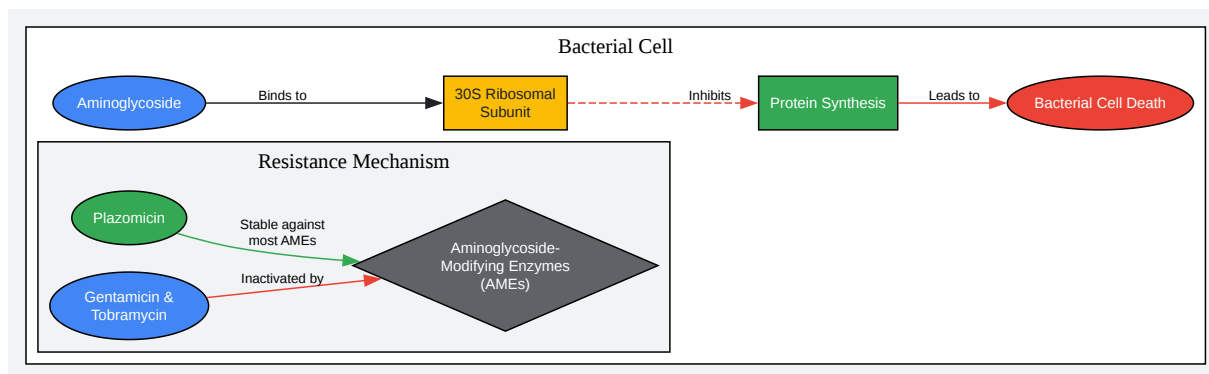 Bacterial Cell
Aminoglycoside
Binds to
30S Ribosomal
Subunit
Inhibits
Protein Synthesis
Leads to
Bacterial Cell Death
Resistance Mechanism
Plazomicin
Stable against
most AMEs
Gentamicin &
Tobramycin
Inactivated by
Aminoglycoside-
Modifying Enzymes
(AMEs)